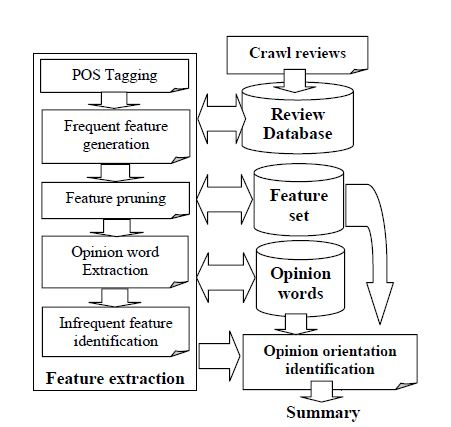 Crawl reviews
POS Tagging
Review
Database
Frequent feature
generation
Feature pruning
Feature
set
Opinion word
Extraction
Opinion
words
Infrequent feature
identification
Opinion orientation
identification
Feature extraction
Summary